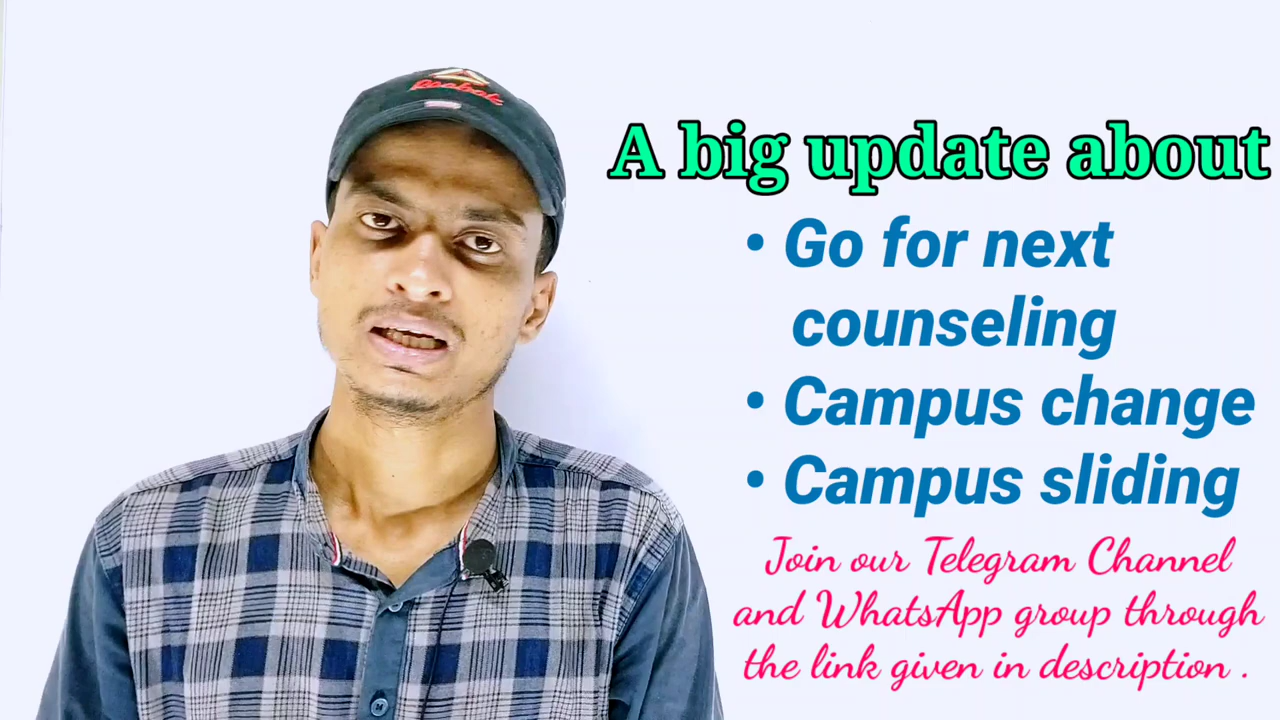 Reebok
A big update about
• Go for next
counseling
• Campus change
• Campus sliding
Join our Telegram Channel
and WhatsApp group through
the link given in description .